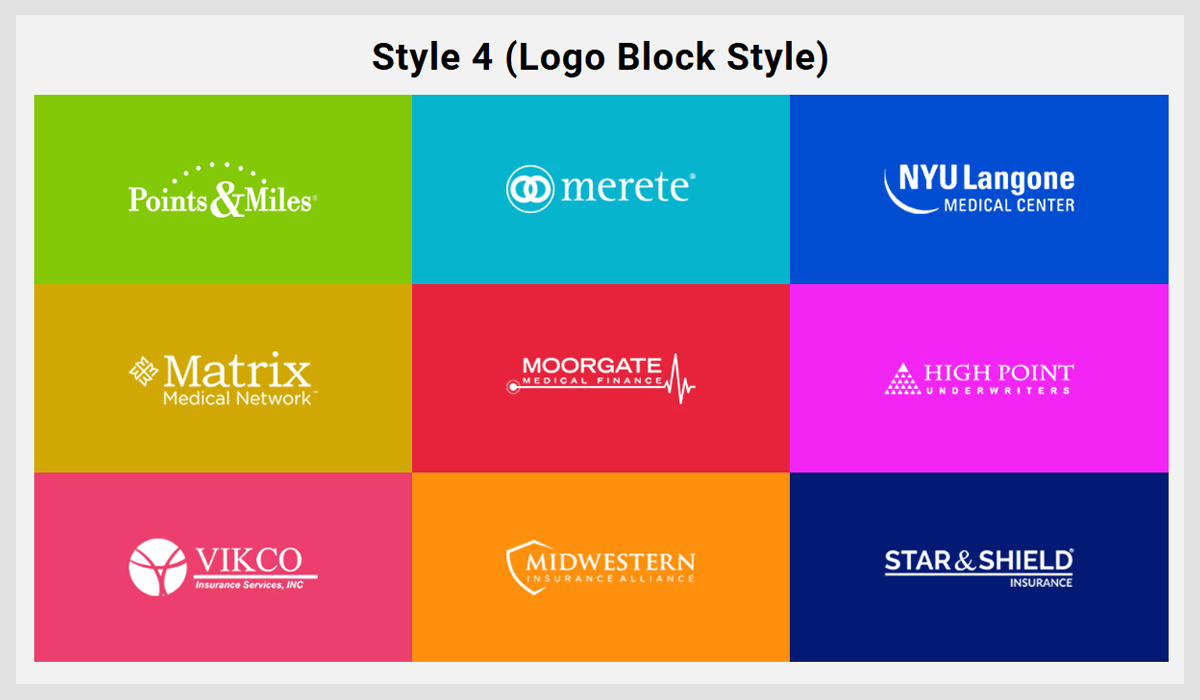 Style 4 (Logo Block Style)
Points&Miles®
merete®
NYU Langone
MEDICAL CENTER
Matrix
Medical Network™
MOORGATE
MEDICAL FINANCE
HIGH POINT
UNDERWRITERS
VIKCO
Insurance Services, INC
MIDWESTERN
INSURANCE ALLIANCE
STAR & SHIELD®
INSURANCE